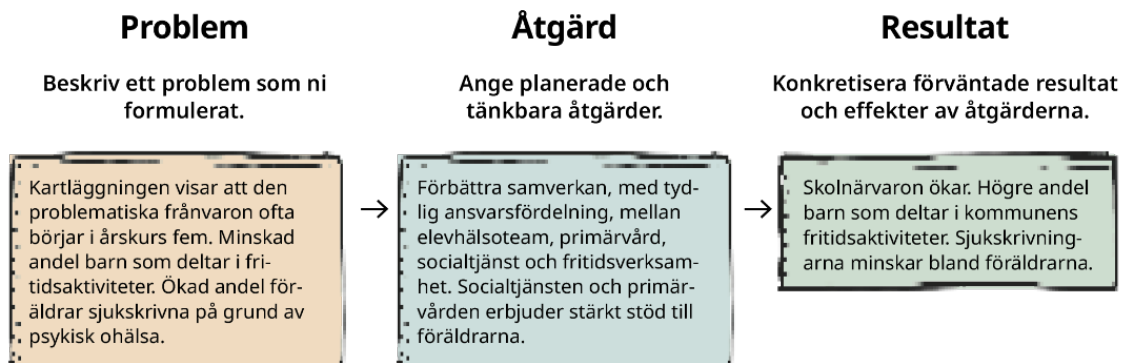 Problem
Beskriv ett problem som ni
formulerat.
Kartläggningen visar att den
problematiska frånvaron ofta
börjar i årskurs fem. Minskad
andel barn som deltar i fri-
tidsaktiviteter. Ökad andel för-
äldrar sjukskrivna på grund av
psykisk ohälsa.
→
Åtgärd
Ange planerade och
tänkbara åtgärder.
Förbättra samverkan, med tyd-
lig ansvarsfördelning, mellan
elevhälsoteam, primärvård,
socialtjänst och fritidsverksam-
het. Socialtjänsten och primär-
vården erbjuder stärkt stöd till
föräldrarna.
→
Resultat
Konkretisera förväntade resultat
och effekter av åtgärderna.
Skolnärvaron ökar. Högre andel
barn som deltar i kommunens
fritidsaktiviteter. Sjukskrivning-
arna minskar bland föräldrarna.